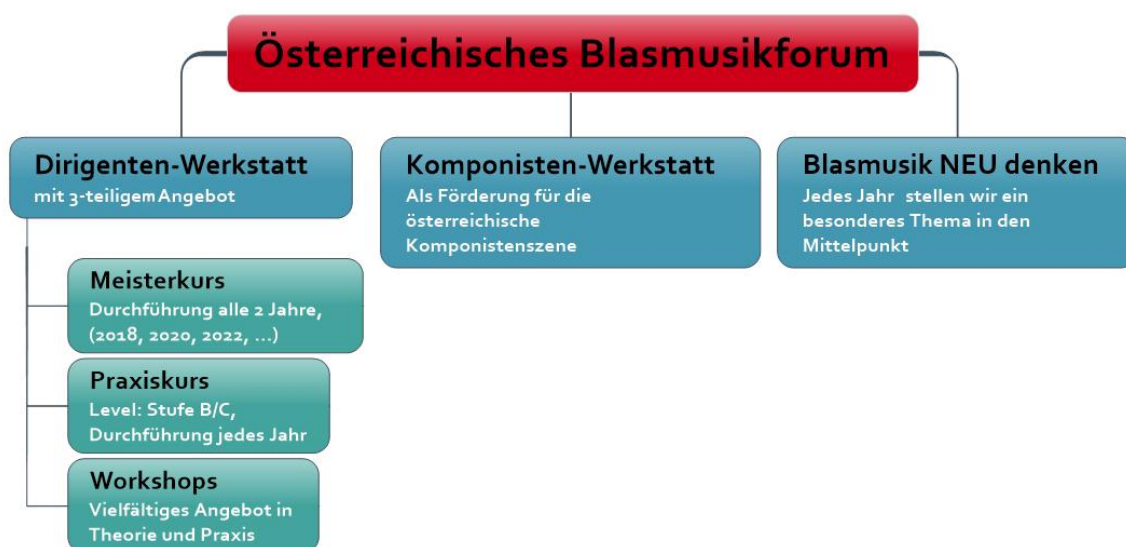 Österreichisches Blasmusikforum
Dirigenten-Werkstatt
mit 3-teiligem Angebot
Meisterkurs
Durchführung alle 2 Jahre,
(2018, 2020, 2022, ...)
Praxiskurs
Level: Stufe B/C,
Durchführung jedes Jahr
Workshops
Vielfältiges Angebot in
Theorie und Praxis
Komponisten-Werkstatt
Als Förderung für die
österreichische
Komponistenszene
Blasmusik NEU denken
Jedes Jahr stellen wir ein
besonderes Thema in den
Mittelpunkt